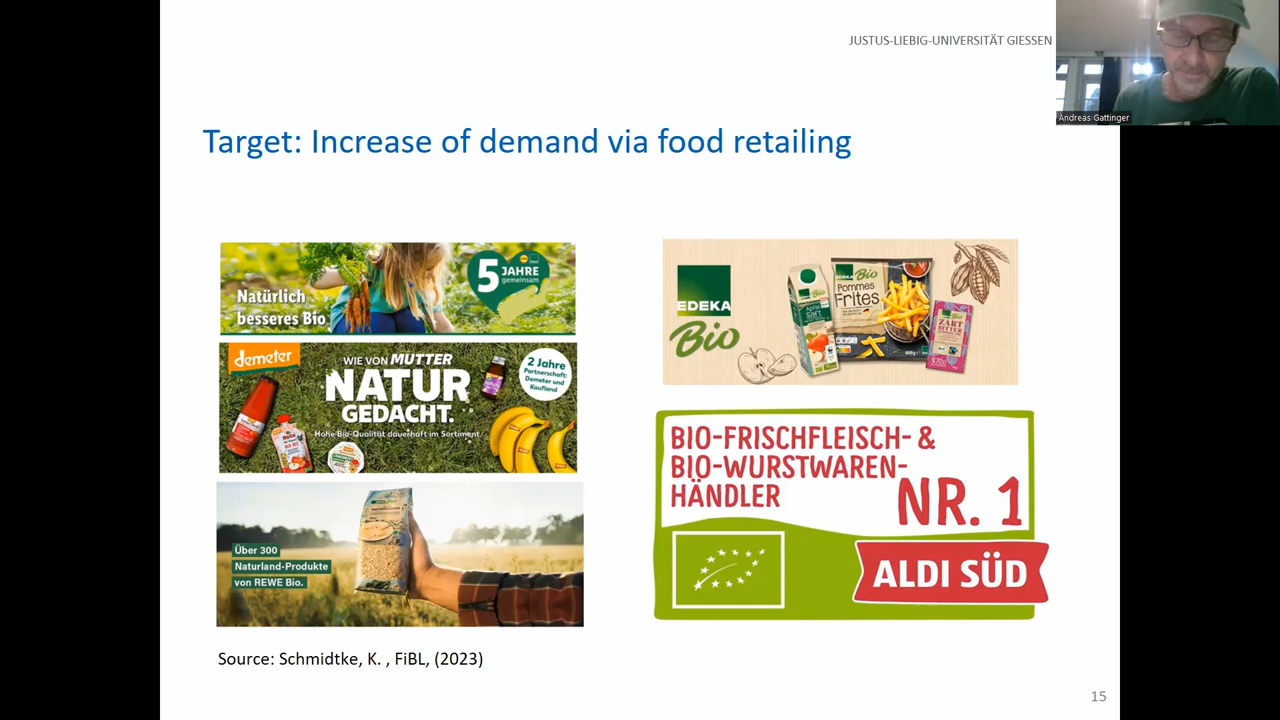 JUSTUS-LIEBIG-UNIVERSITÄT GIESSEN
Andreas Gattinger
Target: Increase of demand via food retailing
Natürlich
besseres Bio
5 JAHRE
gemeinsam
demeter
WIE VON MUTTER
NATUR
GEDACHT.
Hohe Bio-Qualität dauerhaft im Sortiment.
2 Jahre
Partnerschaft:
Demeter und
Kaufland
Über 300
Naturland-Produkte
von REWE Bio.
EDEKA
Bio
EDEKA Bio
Pommes
Frites
Bio
Saft
ZART
BITTER
BIO-FRISCHFLEISCH- &
BIO-WURSTWAREN-
HÄNDLER
NR. 1
ALDI SÜD
Source: Schmidtke, K. , FiBL, (2023)
15